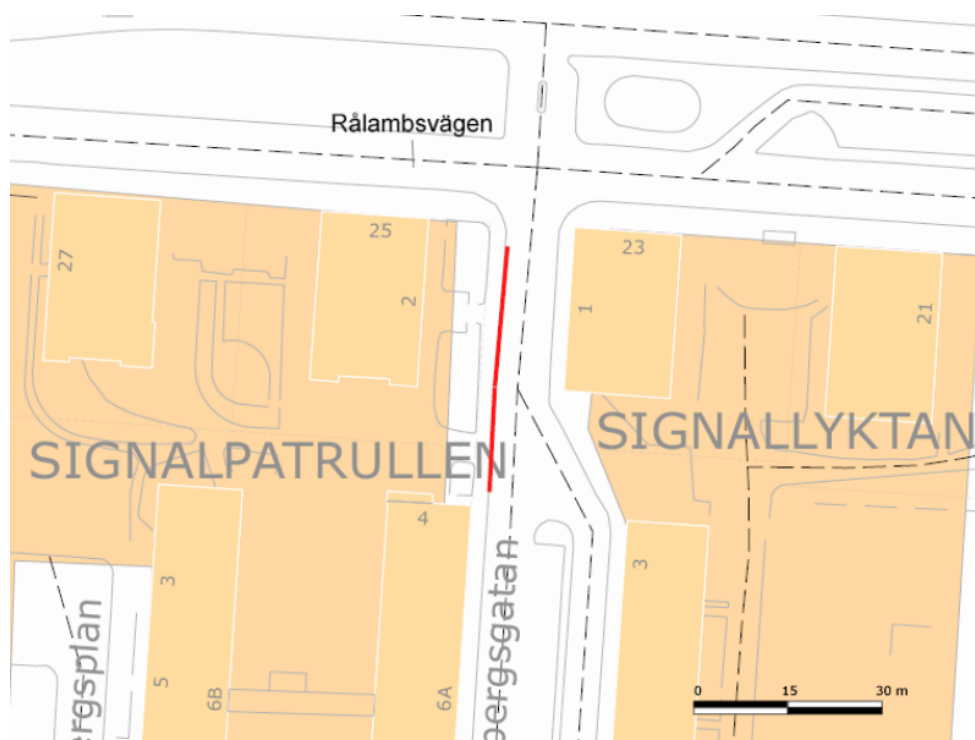 Rålambsvägen
25
23
27
2
1
21
SIGNALPATRULLEN
SIGNALLYKTAN
4
3
3
bergsgatan
ergsplan
5
6B
6A
0 15 30 m